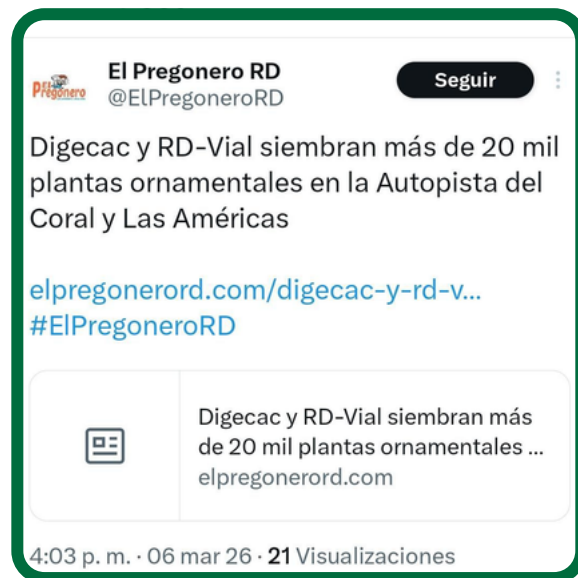 El Pregonero RD
Pregonero
@ElPregoneroRD
Seguir
Digecac y RD-Vial siembran más de 20 mil
plantas ornamentales en la Autopista del
Coral y Las Américas
elpregonerord.com/digecac-y-rd-v...
#ElPregoneroRD
Digecac y RD-Vial siembran más
de 20 mil plantas ornamentales ...
elpregonerord.com
4:03 p. m. · 06 mar 26 · 21 Visualizaciones